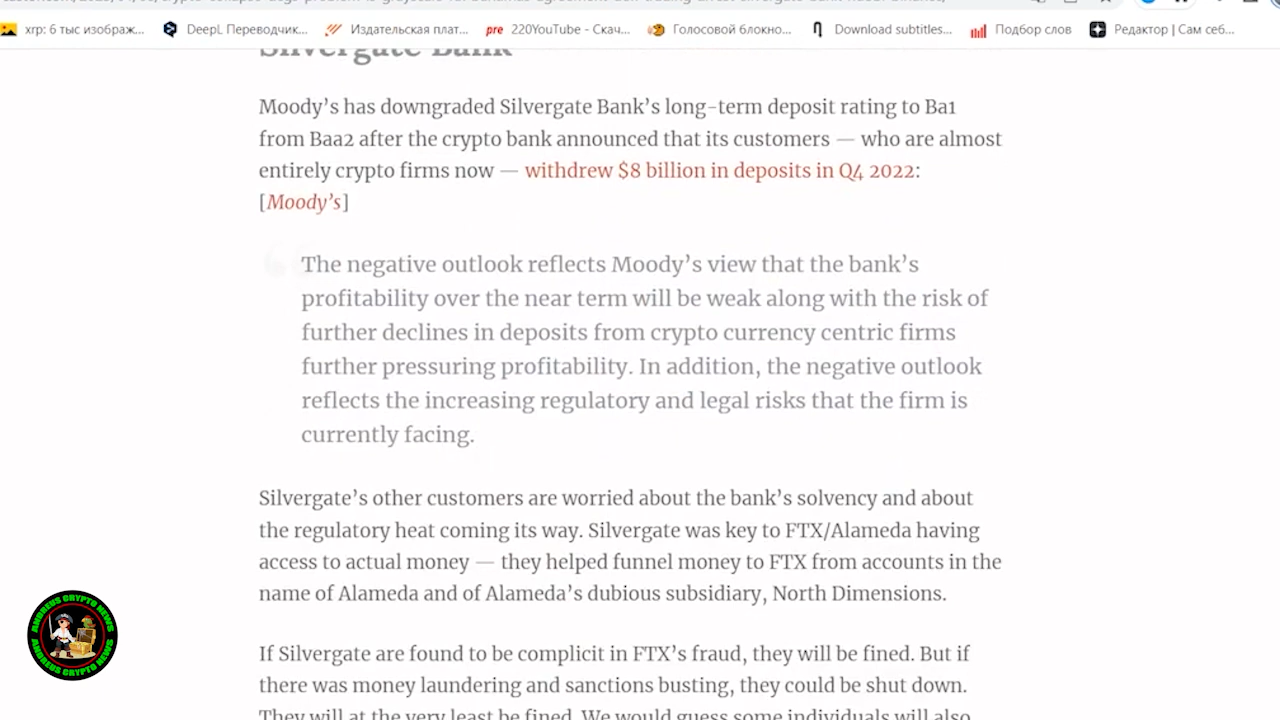 xrp: 6 тыс изображ...
DeepL Переводчик...
Издательская плат...
pre 220YouTube - Скач...
Голосовой блокно...
Download subtitles...
Подбор слов
Редактор | Сам себ...
Silvergate Bank
Moody’s has downgraded Silvergate Bank’s long-term deposit rating to Ba1
from Baa2 after the crypto bank announced that its customers — who are almost
entirely crypto firms now — withdrew $8 billion in deposits in Q4 2022:
[Moody’s]
The negative outlook reflects Moody’s view that the bank’s
profitability over the near term will be weak along with the risk of
further declines in deposits from crypto currency centric firms
further pressuring profitability. In addition, the negative outlook
reflects the increasing regulatory and legal risks that the firm is
currently facing.
Silvergate’s other customers are worried about the bank’s solvency and about
the regulatory heat coming its way. Silvergate was key to FTX/Alameda having
access to actual money — they helped funnel money to FTX from accounts in the
name of Alameda and of Alameda’s dubious subsidiary, North Dimensions.
If Silvergate are found to be complicit in FTX’s fraud, they will be fined. But if
there was money laundering and sanctions busting, they could be shut down.
They will at the very least be fined. We would guess some individuals will also
ANDREUS CRYPTO NEWS
ANDREUS CRYPTO NEWS